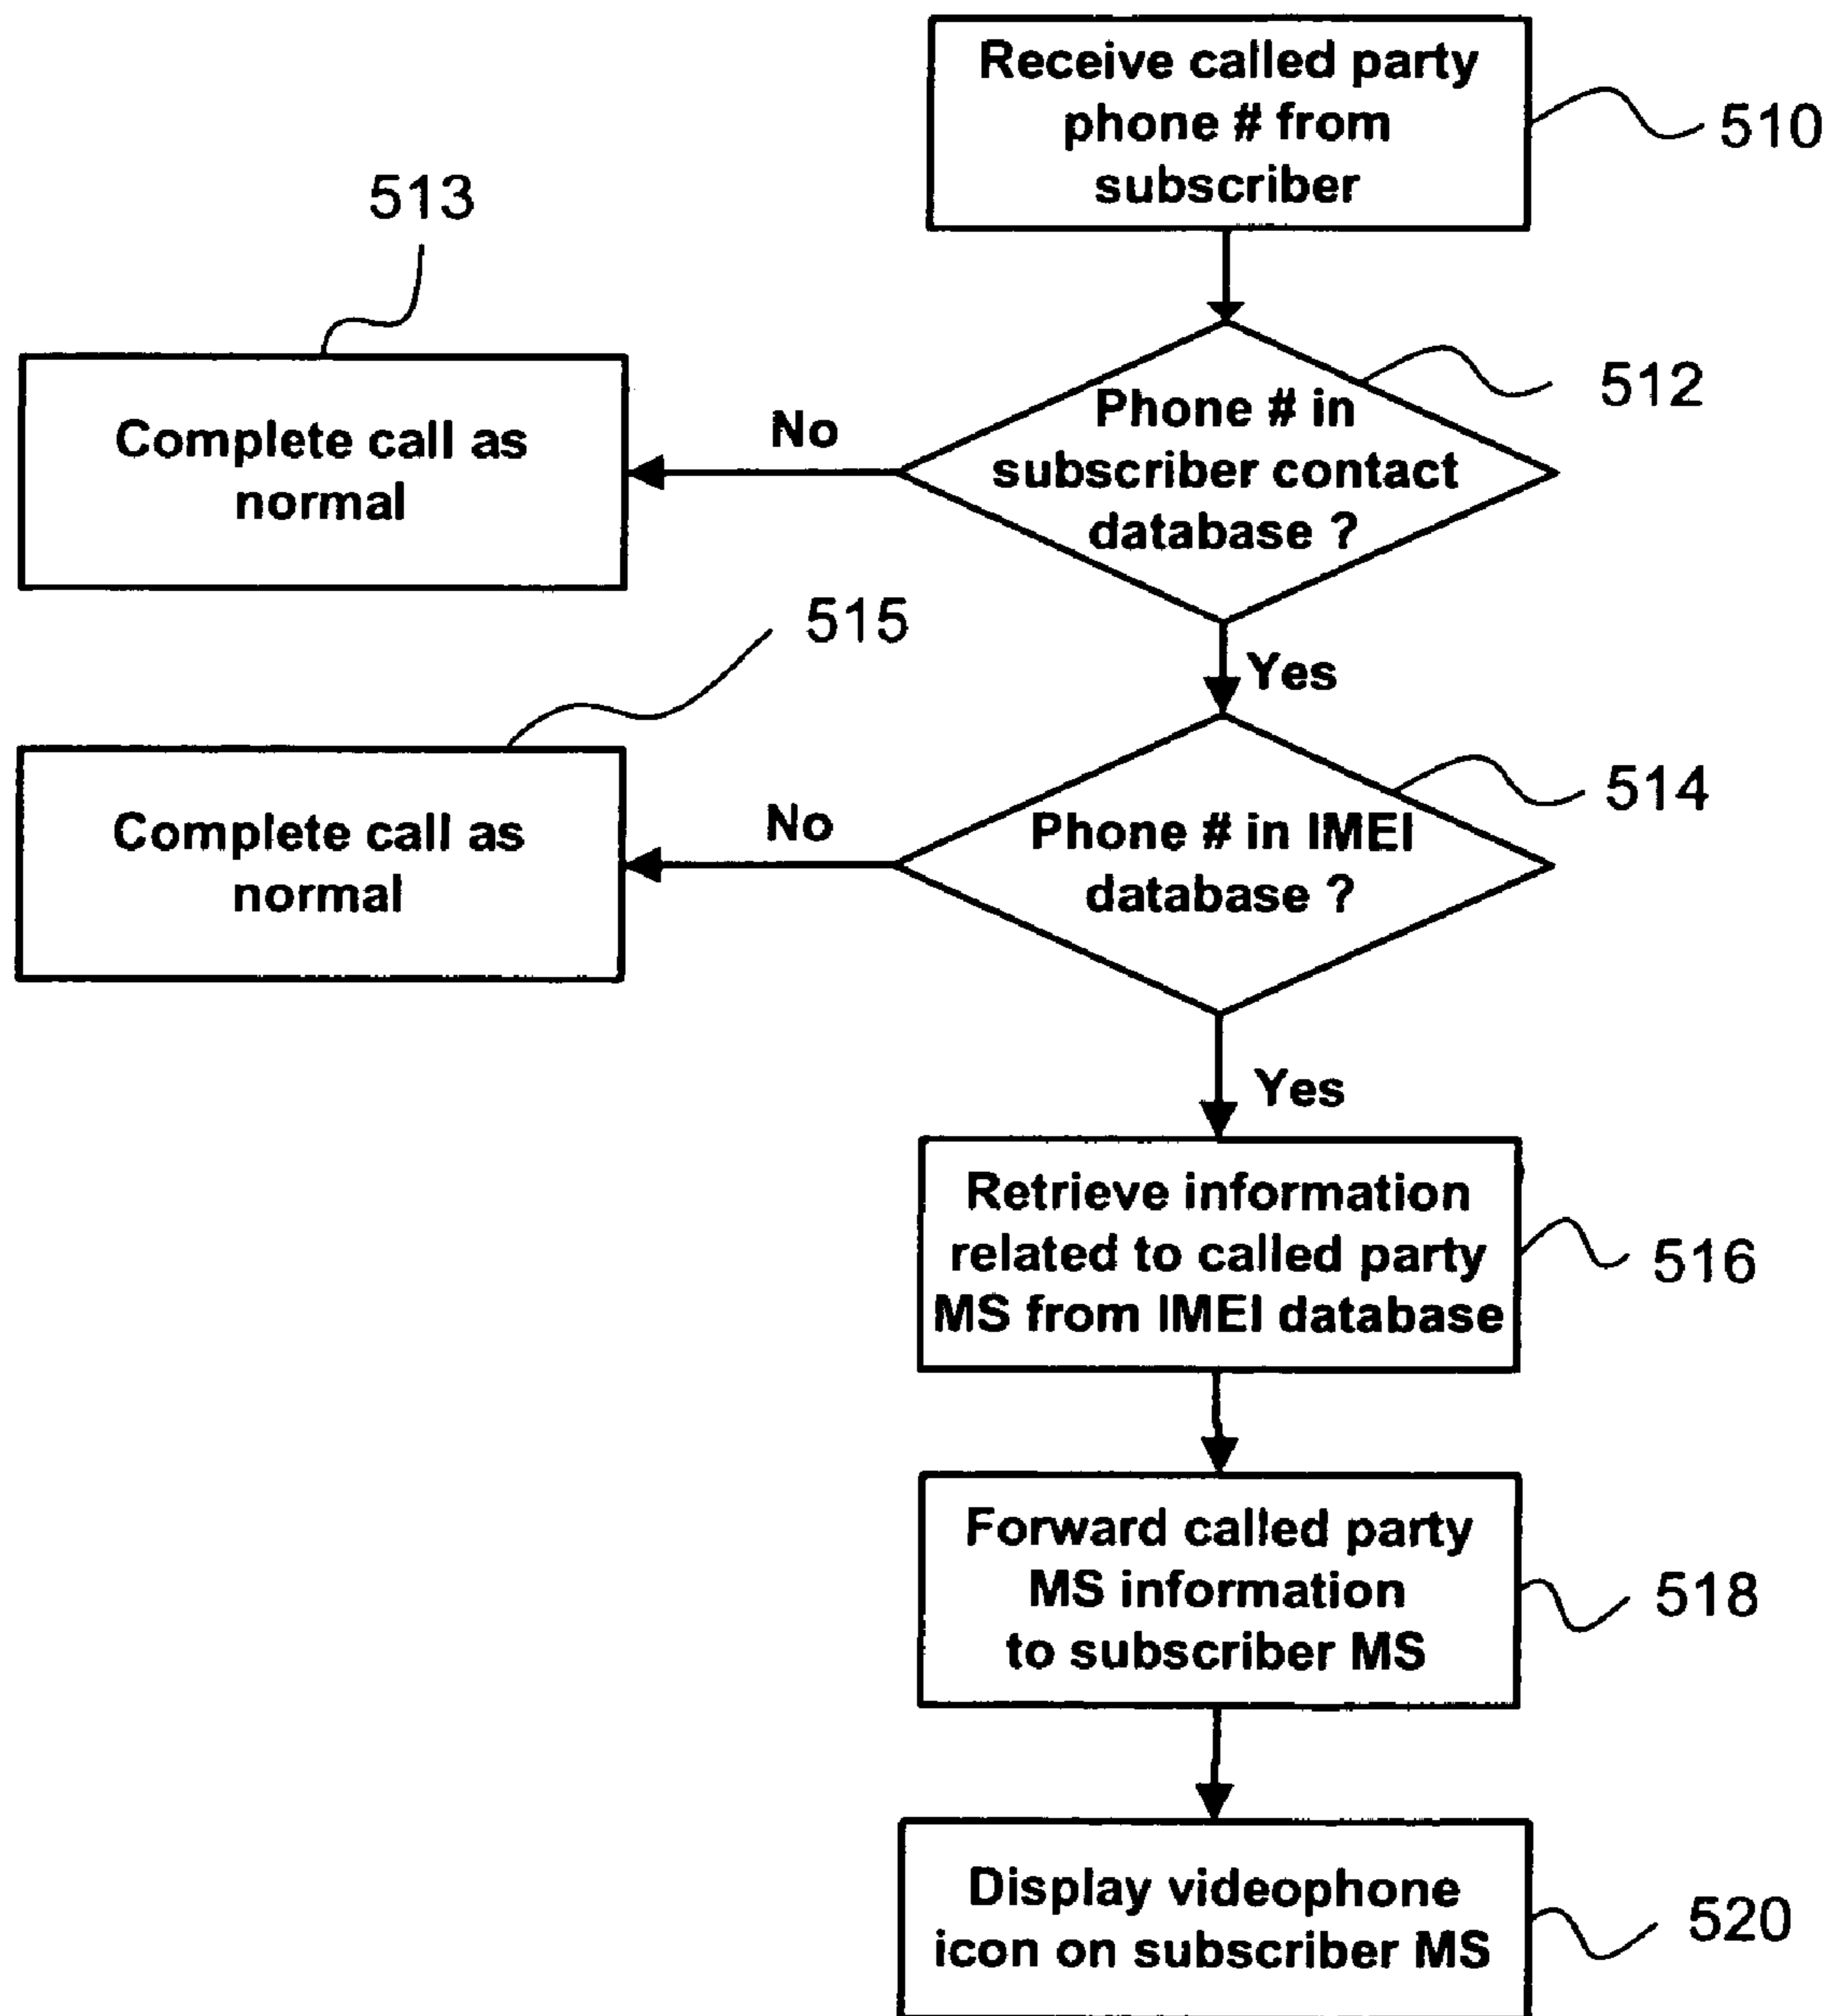 Receive called party
phone # from
subscriber
510
513
512
Phone # in
subscriber contact
database ?
No
Complete call as
normal
Yes
515
514
Phone # in IMEI
database ?
No
Complete call as
normal
Yes
Retrieve information
related to called party
MS from IMEI database
516
Forward called party
MS information
to subscriber MS
518
Display videophone
icon on subscriber MS
520